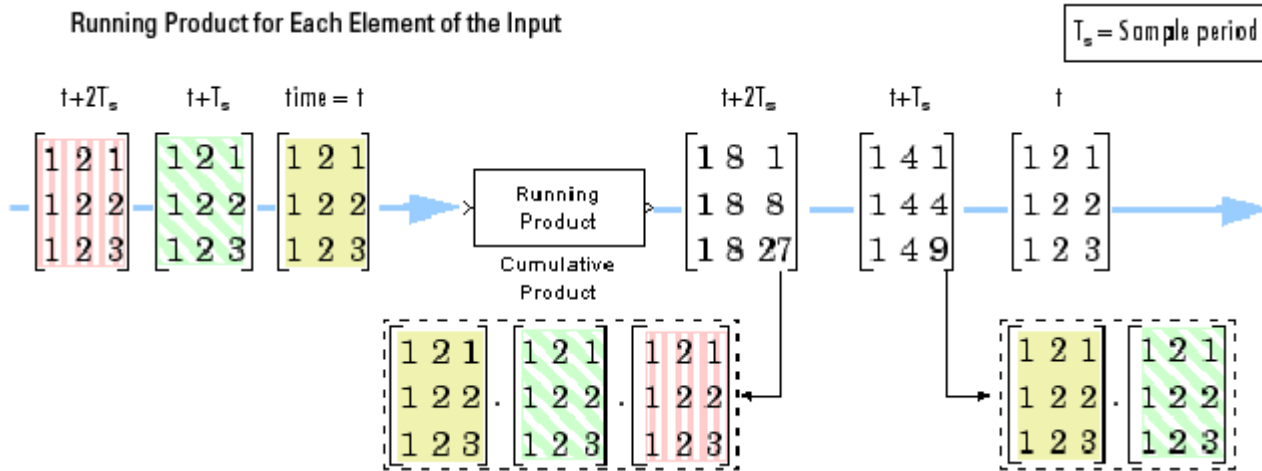 Running Product for Each Element of the Input
Tₛ = Sample period
t+2Tₛ t+Tₛ time = t t+2Tₛ t+Tₛ t
1 2 1 1 2 1 1 2 1 1 8 1 1 4 1 1 2 1
1 2 2 1 2 2 1 2 2 Running 1 8 8 1 4 4 1 2 2
Product
1 2 3 1 2 3 1 2 3 1 8 27 1 4 9 1 2 3
Cumulative
Product
1 2 1 1 2 1 1 2 1 1 2 1 1 2 1
1 2 2 . 1 2 2 . 1 2 2 1 2 2 . 1 2 2
1 2 3 1 2 3 1 2 3 1 2 3 1 2 3